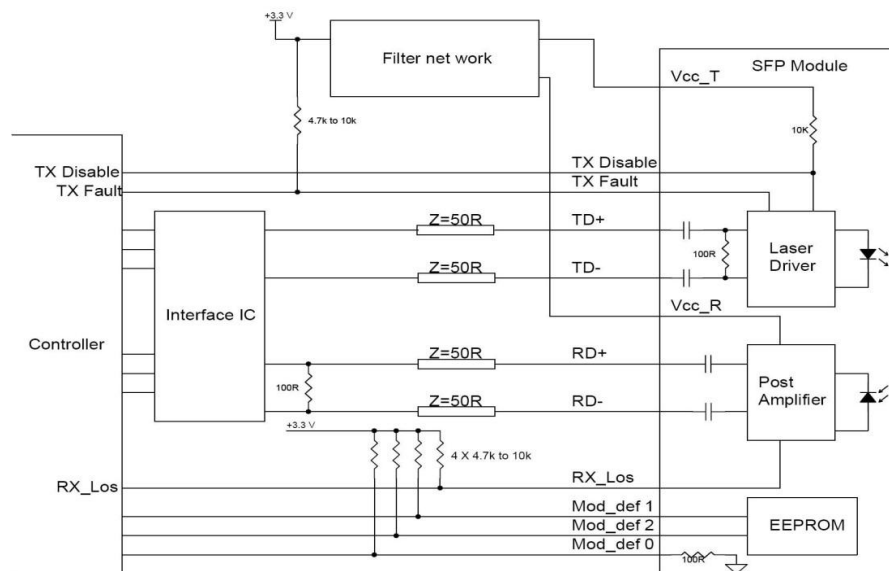 +3.3 V
Filter net work
SFP Module
Vcc_T
4.7k to 10k
10K
TX Disable
TX Disable
TX Fault
TX Fault
Z=50R
TD+
Laser
Driver
100R
Z=50R
TD-
Interface IC
Vcc_R
Controller
Z=50R
RD+
100R
Post
Amplifier
Z=50R
RD-
+3.3 V
4 X 4.7k to 10k
RX_Los
RX_Los
Mod_def 1
Mod_def 2
EEPROM
Mod_def 0
100R